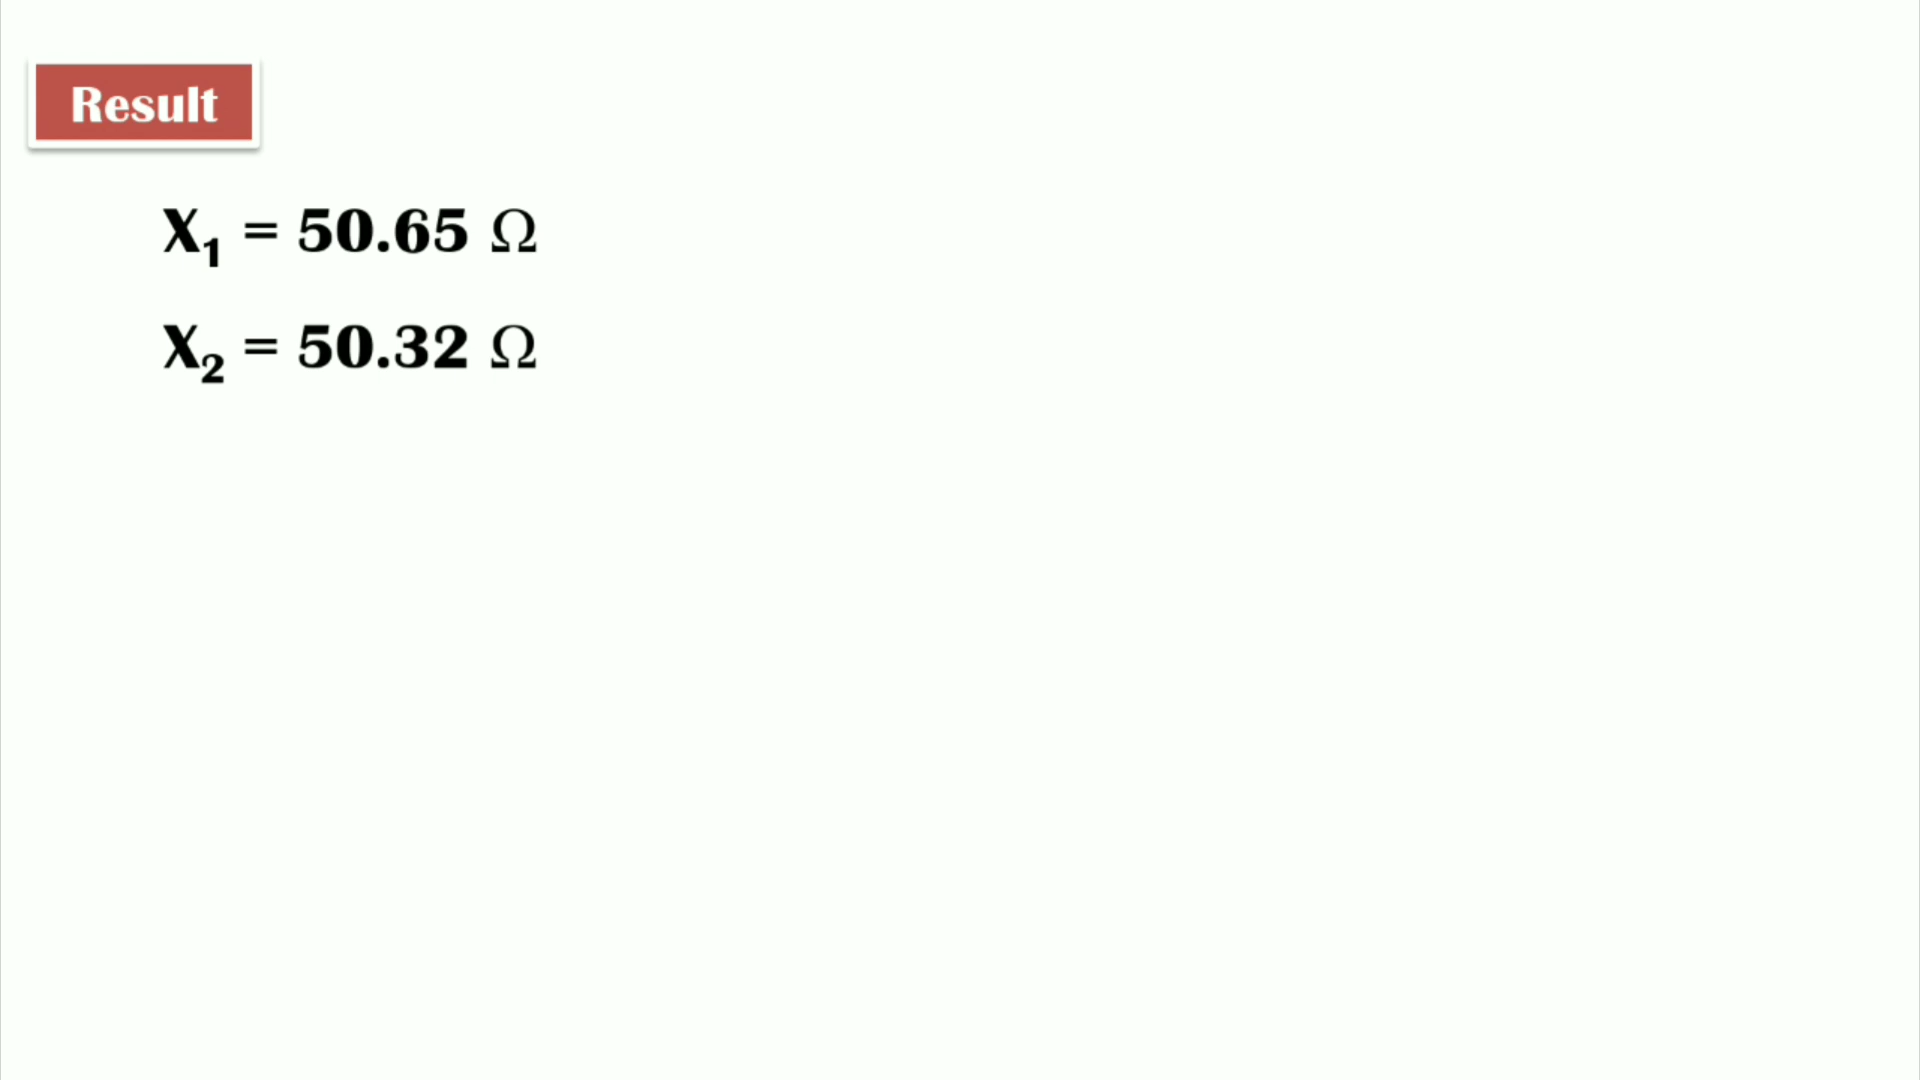 Result
X₁ = 50.65 Ω
X₂ = 50.32 Ω